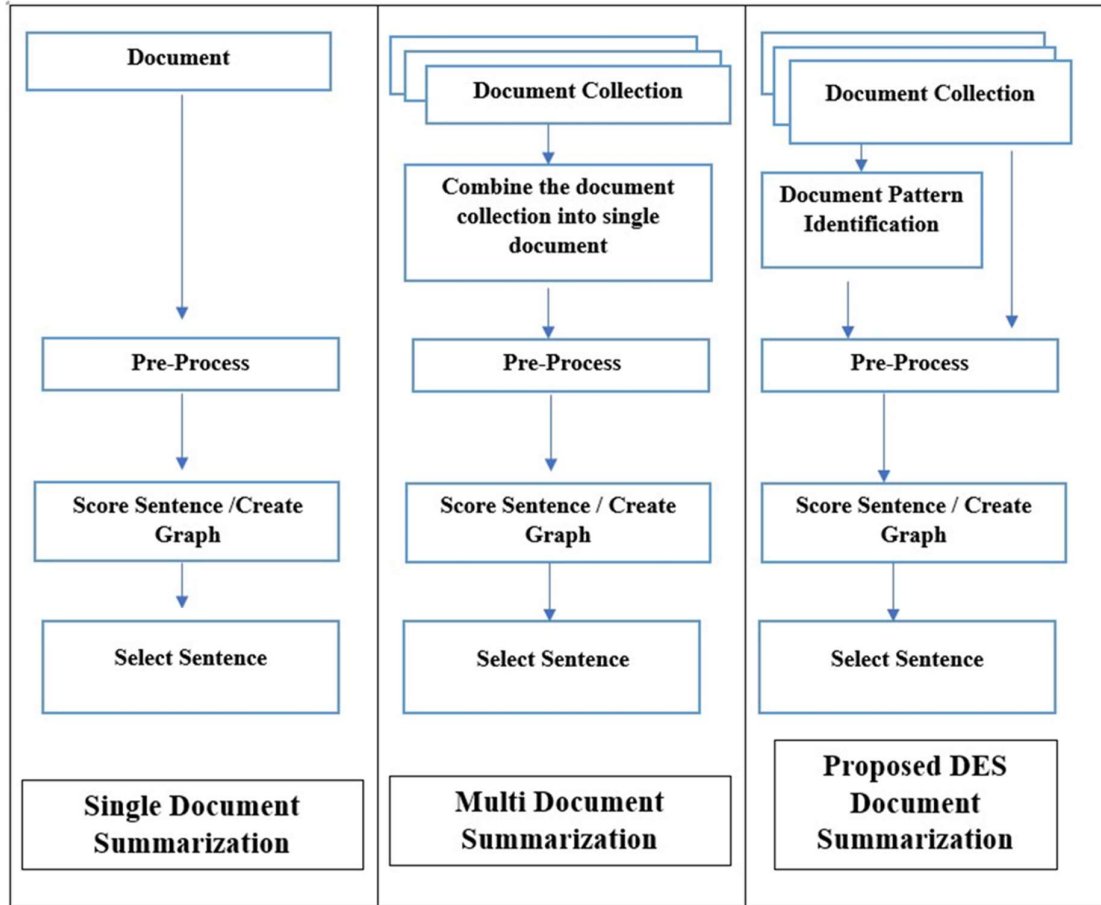 Document
Pre-Process
Score Sentence /Create
Graph
Select Sentence
Single Document
Summarization
Document Collection
Combine the document
collection into single
document
Pre-Process
Score Sentence / Create
Graph
Select Sentence
Multi Document
Summarization
Document Collection
Document Pattern
Identification
Pre-Process
Score Sentence / Create
Graph
Select Sentence
Proposed DES
Document
Summarization